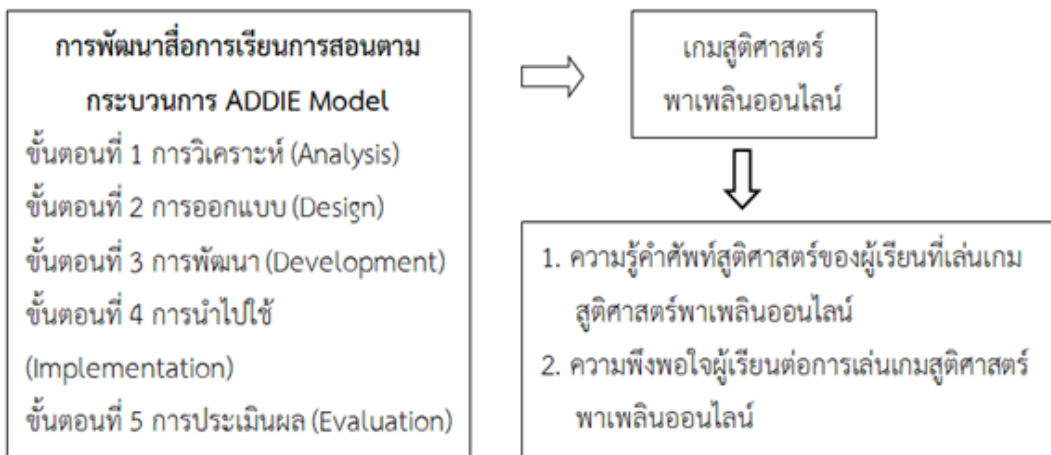 การพัฒนาสื่อการเรียนการสอนตาม
กระบวนการ ADDIE Model
ขั้นตอนที่ 1 การวิเคราะห์ (Analysis)
ขั้นตอนที่ 2 การออกแบบ (Design)
ขั้นตอนที่ 3 การพัฒนา (Development)
ขั้นตอนที่ 4 การนำไปใช้
(Implementation)
ขั้นตอนที่ 5 การประเมินผล (Evaluation)
เกมสูติศาสตร์
พาเพลินออนไลน์
1. ความรู้คำศัพท์สูติศาสตร์ของผู้เรียนที่เล่นเกม
สูติศาสตร์พาเพลินออนไลน์
2. ความพึงพอใจผู้เรียนต่อการเล่นเกมสูติศาสตร์
พาเพลินออนไลน์